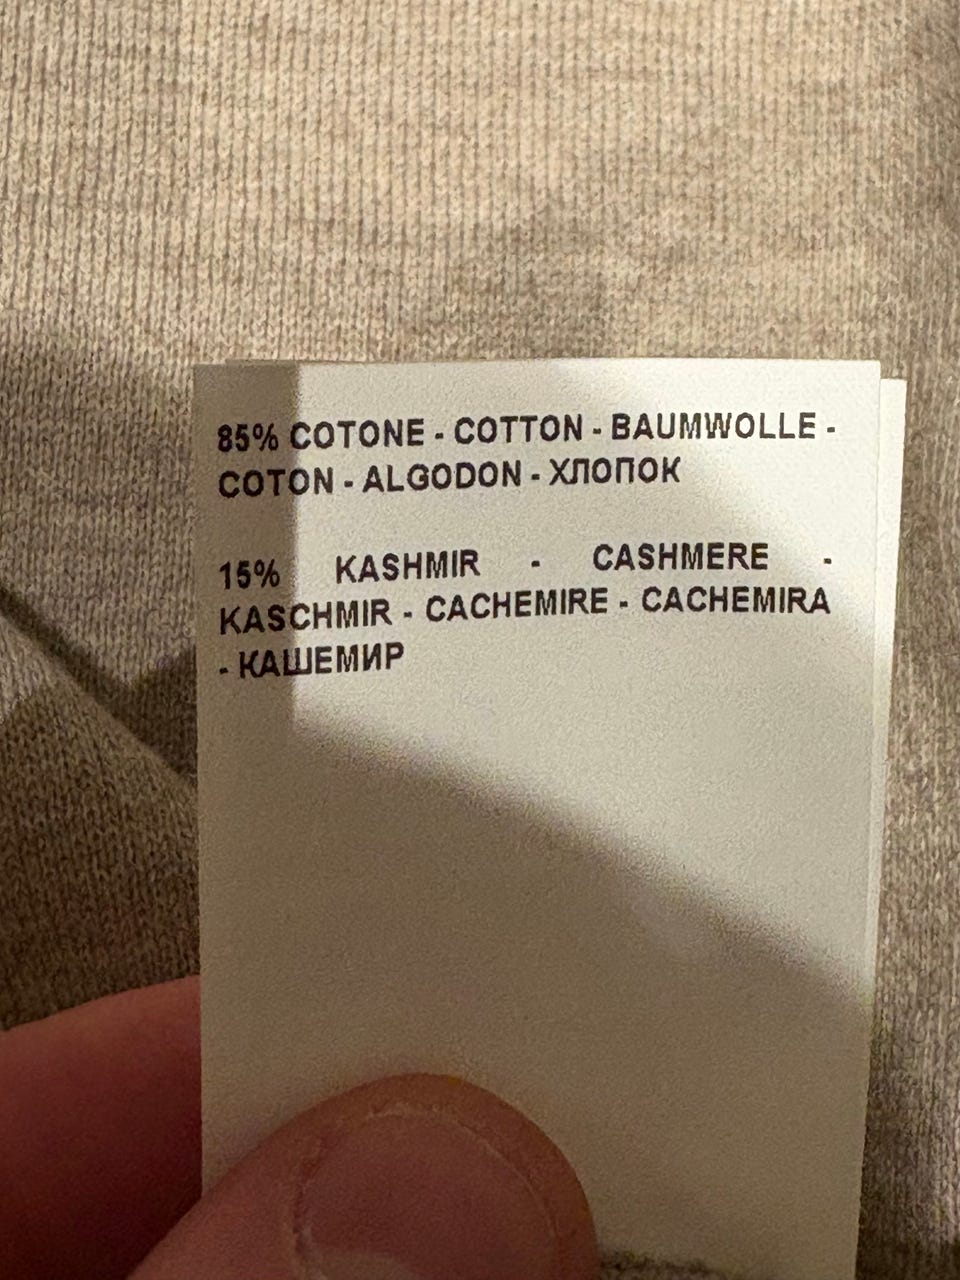 85% COTONE - COTTON - BAUMWOLLE -
COTON - ALGODON - ХЛОПОК
15% KASHMIR - CASHMERE -
KASCHMIR - CACHEMIRE - CACHEMIRA
- КАШЕМИР